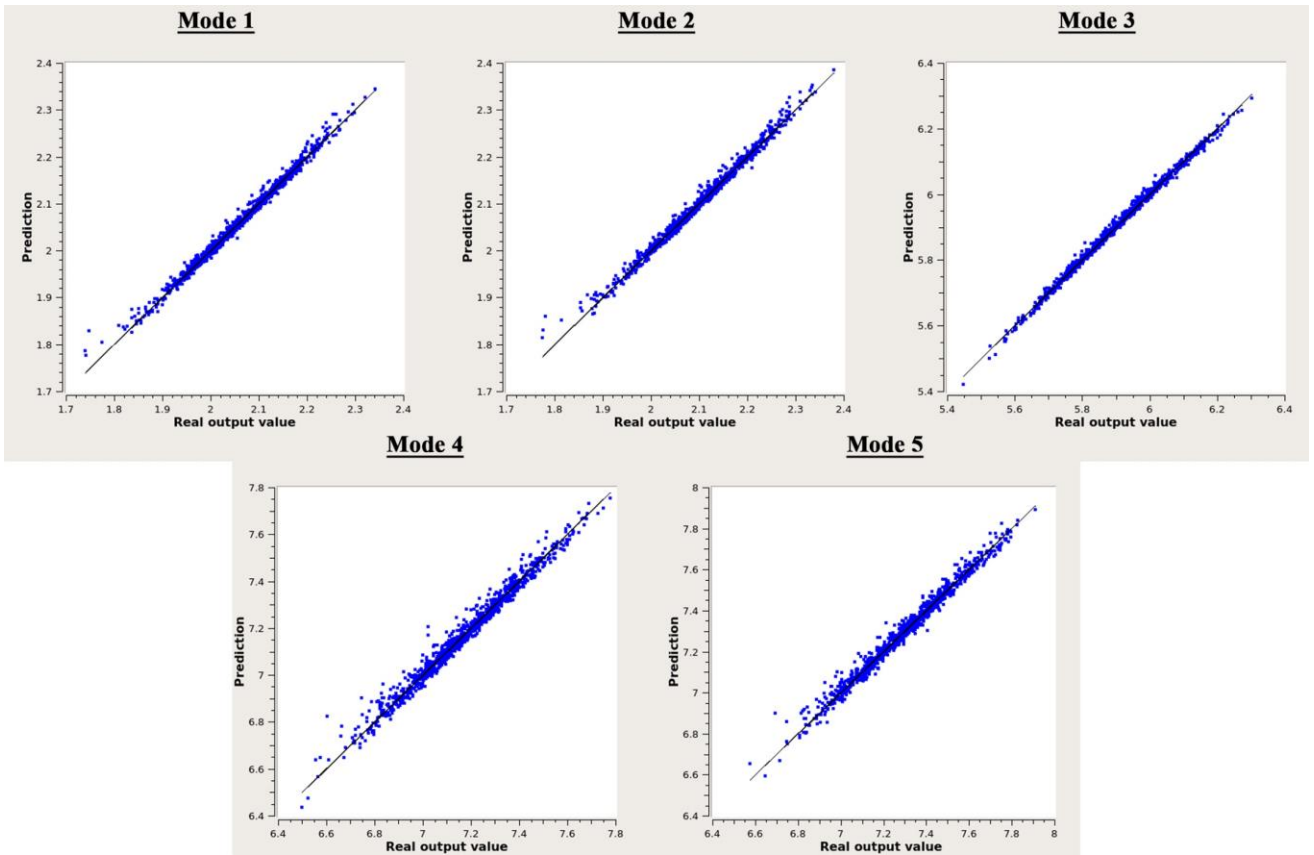 Mode 1
2.4
2.3
2.2
2.1
2
1.9
1.8
1.7
Prediction
1.7 1.8 1.9 2 2.1 2.2 2.3 2.4
Real output value
Mode 2
2.4
2.3
2.2
2.1
2
1.9
1.8
1.7
Prediction
1.7 1.8 1.9 2 2.1 2.2 2.3 2.4
Real output value
Mode 3
6.4
6.2
6
5.8
5.6
5.4
Prediction
5.4 5.6 5.8 6 6.2 6.4
Real output value
Mode 4
7.8
7.6
7.4
7.2
7
6.8
6.6
6.4
Prediction
6.4 6.6 6.8 7 7.2 7.4 7.6 7.8
Real output value
Mode 5
8
7.8
7.6
7.4
7.2
7
6.8
6.6
6.4
Prediction
6.4 6.6 6.8 7 7.2 7.4 7.6 7.8 8
Real output value